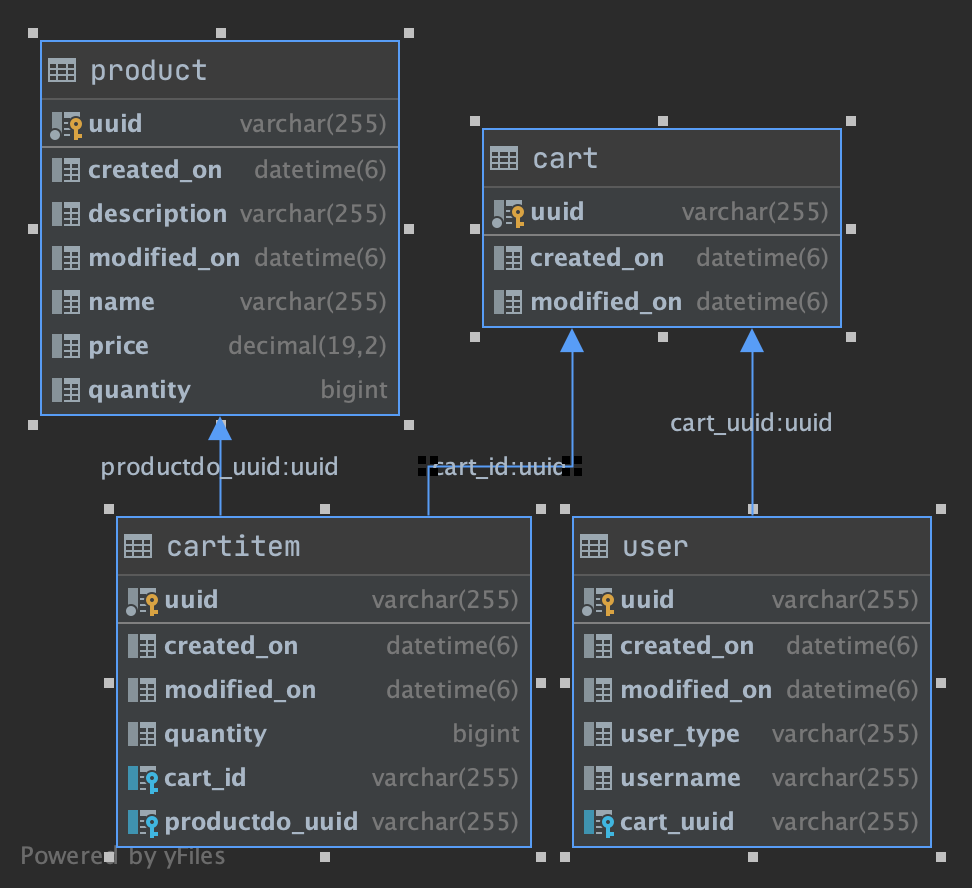 product
uuid varchar(255)
created_on datetime(6)
description varchar(255)
modified_on datetime(6)
name varchar(255)
price decimal(19,2)
quantity bigint
cart
uuid varchar(255)
created_on datetime(6)
modified_on datetime(6)
cart_uuid:uuid
productdo_uuid:uuid
cart_id:uuid
cartitem
uuid varchar(255)
created_on datetime(6)
modified_on datetime(6)
quantity bigint
cart_id varchar(255)
productdo_uuid varchar(255)
user
uuid varchar(255)
created_on datetime(6)
modified_on datetime(6)
user_type varchar(255)
username varchar(255)
cart_uuid varchar(255)
Powered by yFiles